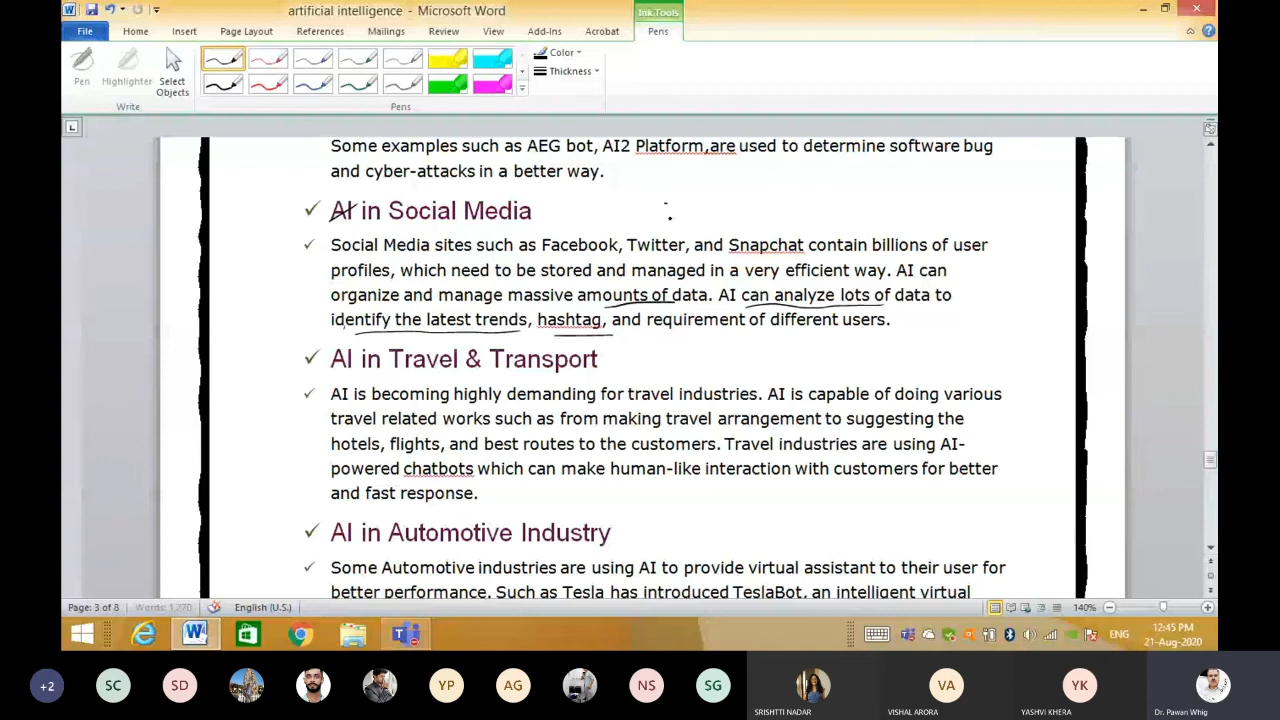 artificial intelligence - Microsoft Word
Ink Tools
File Home Insert Page Layout References Mailings Review View Add-Ins Acrobat Pens
Pen Highlighter Select Objects
Color
Thickness
Write Pens
Some examples such as AEG bot, AI2 Platform,are used to determine software bug
and cyber-attacks in a better way.
AI in Social Media
Social Media sites such as Facebook, Twitter, and Snapchat contain billions of user
profiles, which need to be stored and managed in a very efficient way. AI can
organize and manage massive amounts of data. AI can analyze lots of data to
identify the latest trends, hashtag, and requirement of different users.
AI in Travel & Transport
AI is becoming highly demanding for travel industries. AI is capable of doing various
travel related works such as from making travel arrangement to suggesting the
hotels, flights, and best routes to the customers. Travel industries are using AI-
powered chatbots which can make human-like interaction with customers for better
and fast response.
AI in Automotive Industry
Some Automotive industries are using AI to provide virtual assistant to their user for
better performance. Such as Tesla has introduced TeslaBot, an intelligent virtual
Page: 3 of 8 Words: 1,270 English (U.S.) 140%
ENG 12:45 PM
21-Aug-2020
+2 SC SD YP AG NS SG VA YK
SRISHTTI NADAR VISHAL ARORA YASHVI KHERA Dr. Pawan Whig